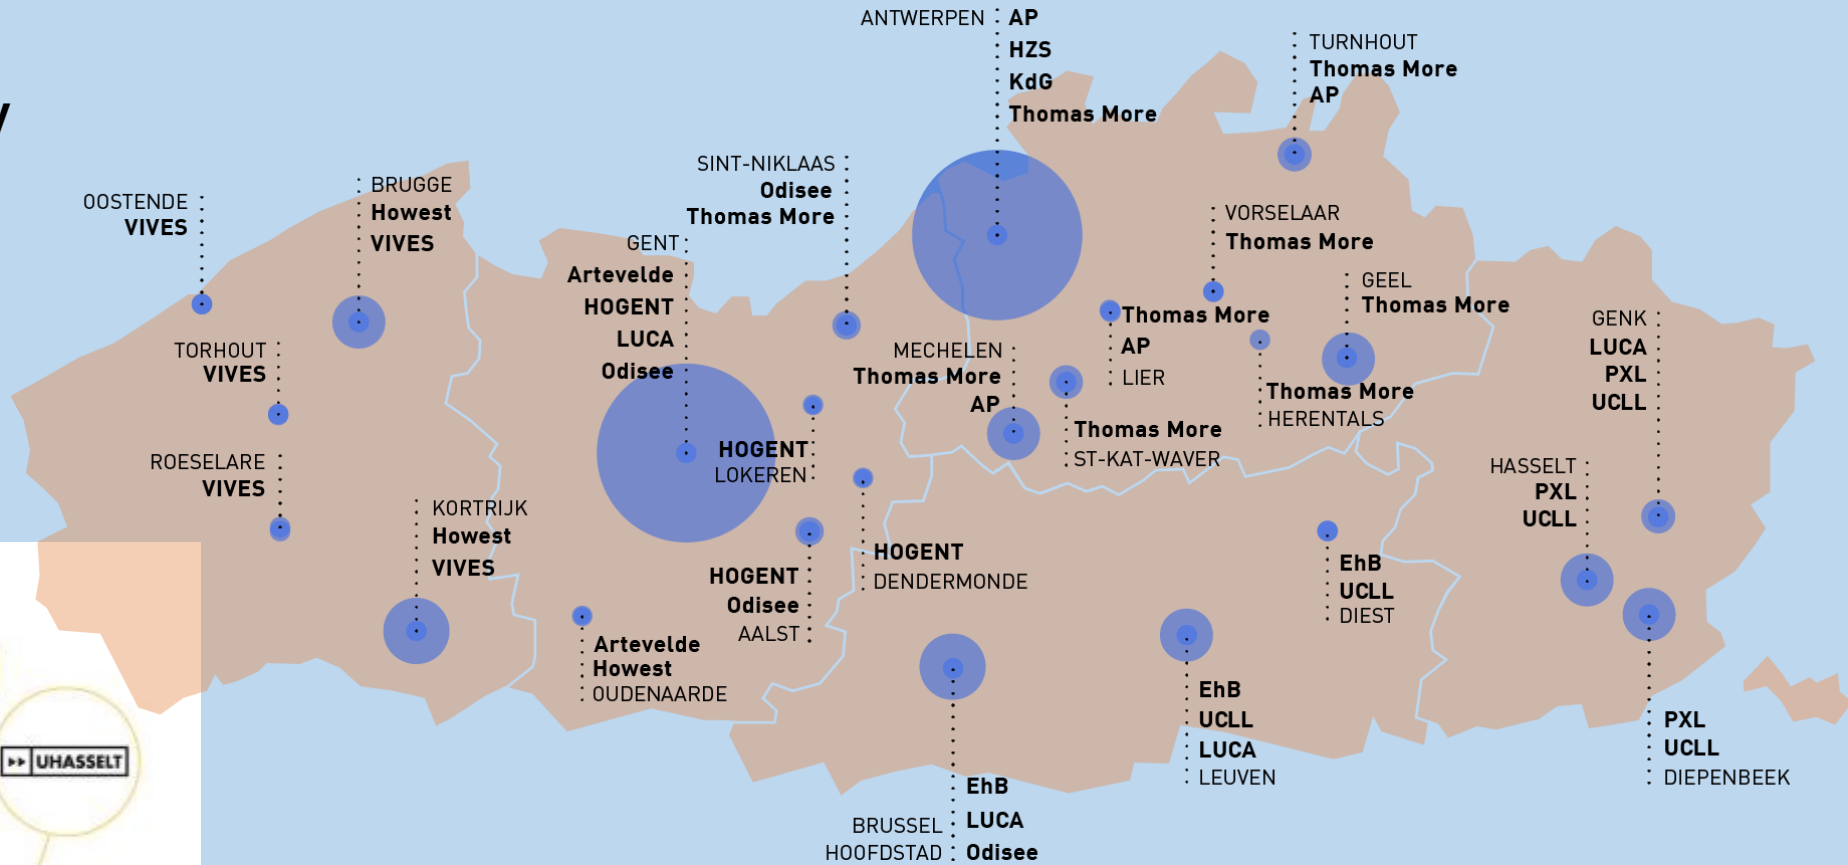 ANTWERPEN
AP
HZS
KdG
Thomas More
TURNHOUT
Thomas More
AP
SINT-NIKLAAS
Odisee
Thomas More
BRUGGE
Howest
VIVES
OOSTENDE
VIVES
VORSELAAR
Thomas More
GENT
Artevelde
HOGENT
LUCA
Odisee
GEEL
Thomas More
Thomas More
AP
LIER
GENK
LUCA
PXL
UCLL
TORHOUT
VIVES
MECHELEN
Thomas More
AP
Thomas More
HERENTALS
Thomas More
ST-KAT-WAVER
HOGENT
LOKEREN
ROESELARE
VIVES
HASSELT
PXL
UCLL
KORTRIJK
Howest
VIVES
HOGENT
DENDERMONDE
HOGENT
Odisee
AALST
EhB
UCLL
DIEST
Artevelde
Howest
OUDENAARDE
EhB
UCLL
LUCA
LEUVEN
PXL
UCLL
DIEPENBEEK
UHASSELT
BRUSSEL
HOOFDSTAD
EhB
LUCA
Odisee